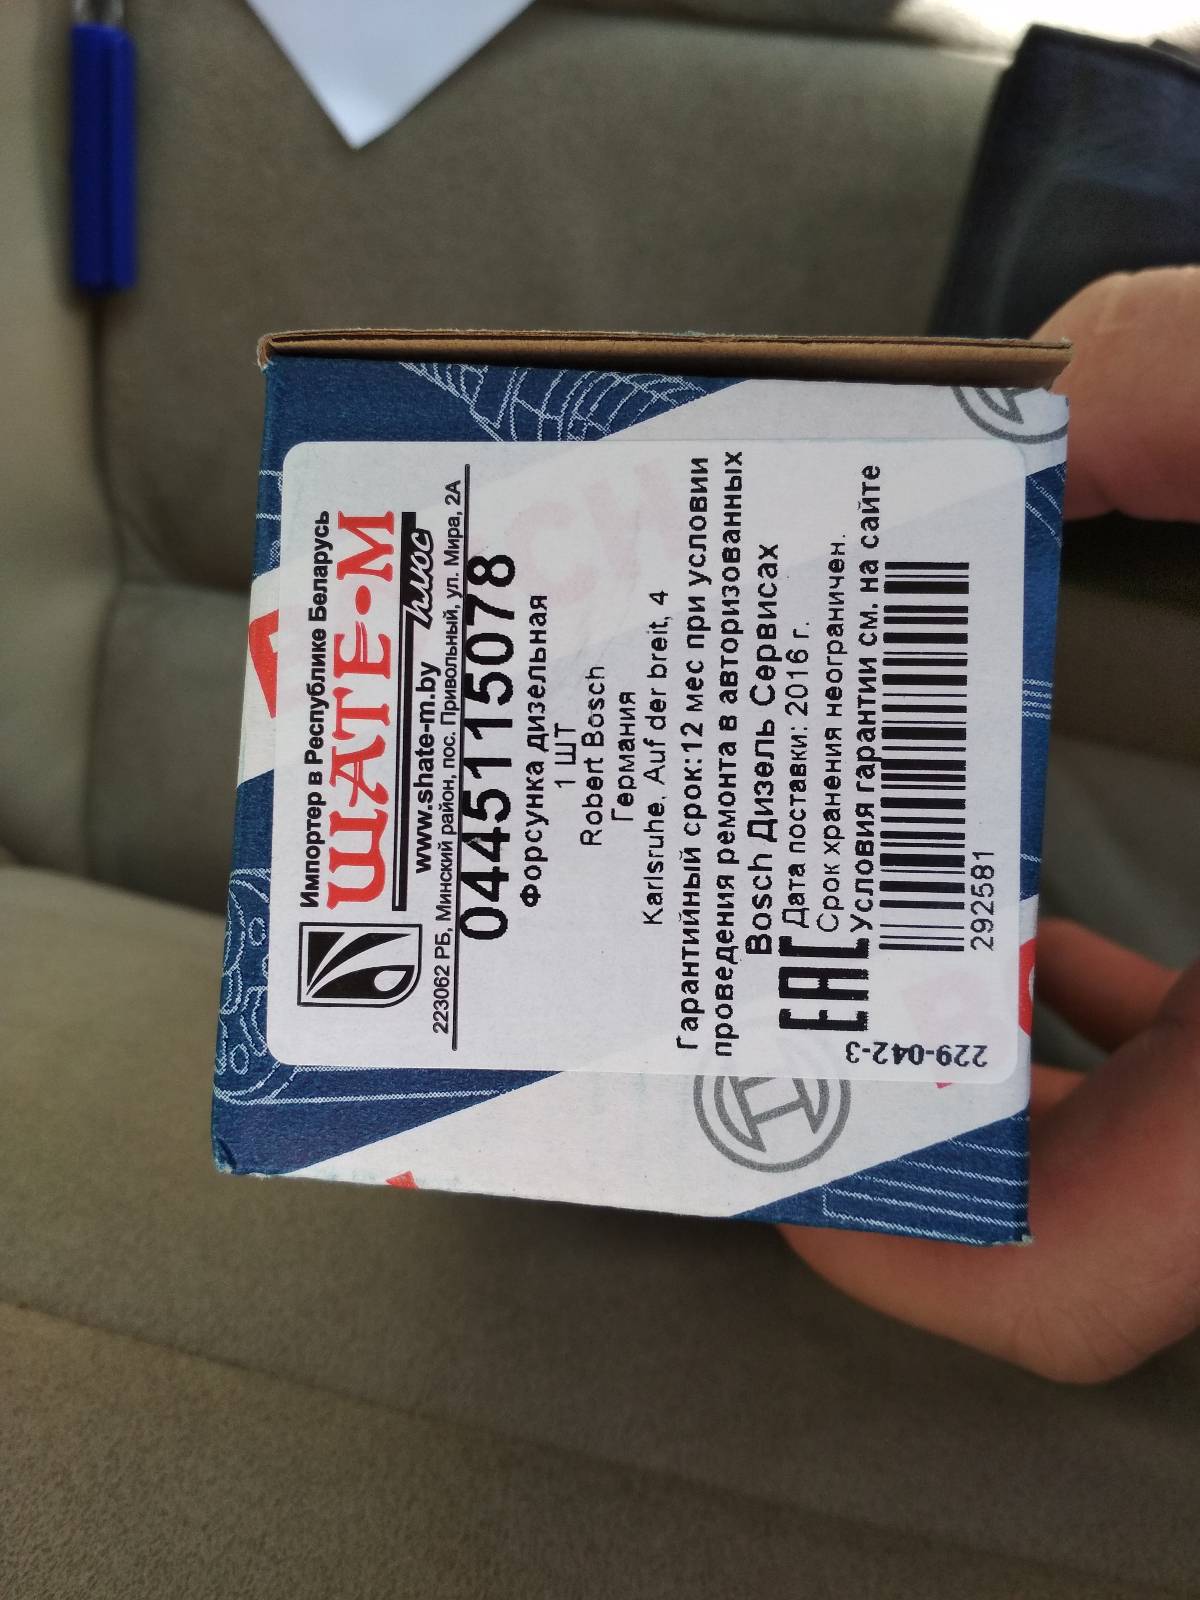 Импортер в Республике Беларусь
ШАТЕ-М
плюс
www.shate-m.by
223062 РБ, Минский район, пос. Привольный, ул. Мира, 2А
0445115078
Форсунка дизельная
1 ШТ
Robert Bosch
Германия
Karlsruhe, Auf der breit, 4
Гарантийный срок:12 мес при условии
проведения ремонта в авторизованных
Bosch Дизель Сервисах
Дата поставки: 2016 г.
Срок хранения неограничен.
EAC
Условия гарантии см. на сайте
292581
229-042-3